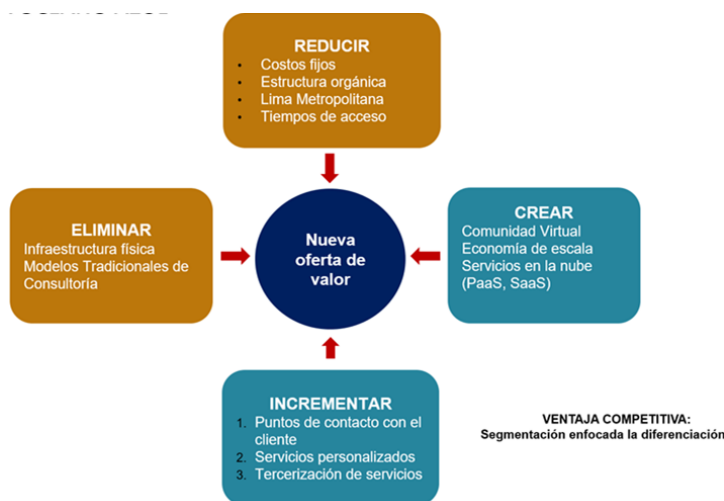 REDUCIR
• Costos fijos
• Estructura orgánica
• Lima Metropolitana
• Tiempos de acceso
ELIMINAR
Infraestructura física
Modelos Tradicionales de
Consultoría
Nueva
oferta de
valor
CREAR
Comunidad Virtual
Economía de escala
Servicios en la nube
(PaaS, SaaS)
INCREMENTAR
1. Puntos de contacto con el
cliente
2. Servicios personalizados
3. Tercerización de servicios
VENTAJA COMPETITIVA:
Segmentación enfocada la diferenciación